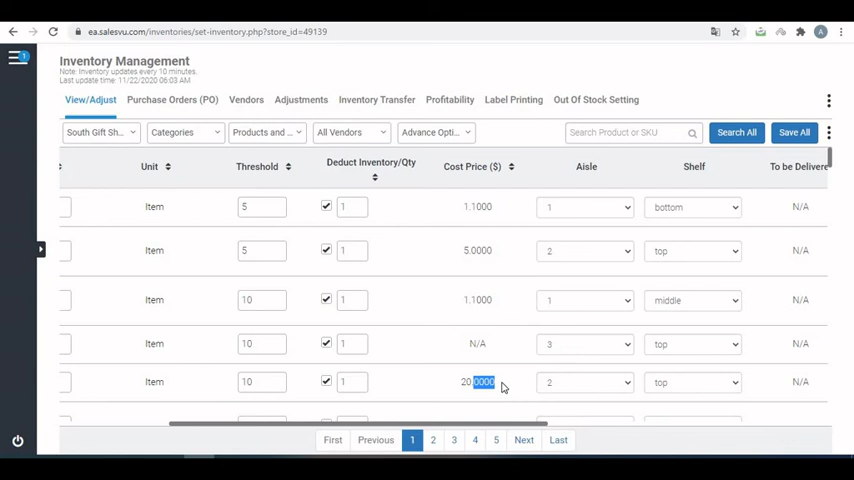 ea.salesvu.com/inventories/set-inventory.php?store_id=49139
A
1
Inventory Management
Note: Inventory updates every 10 minutes.
Last update time: 11/22/2020 06:03 AM
View/Adjust Purchase Orders (PO) Vendors Adjustments Inventory Transfer Profitability Label Printing Out Of Stock Setting
South Gift Sh... Categories Products and ... All Vendors Advance Opti... Search Product or SKU Search All Save All
Unit Threshold Deduct Inventory/Qty Cost Price ($) Aisle Shelf To be Delivere
Item 5 1 1.1000 1 bottom N/A
Item 5 1 5.0000 2 top N/A
Item 10 1 1.1000 1 middle N/A
Item 10 1 N/A 3 top N/A
Item 10 1 20.0000 2 top N/A
First Previous 1 2 3 4 5 Next Last